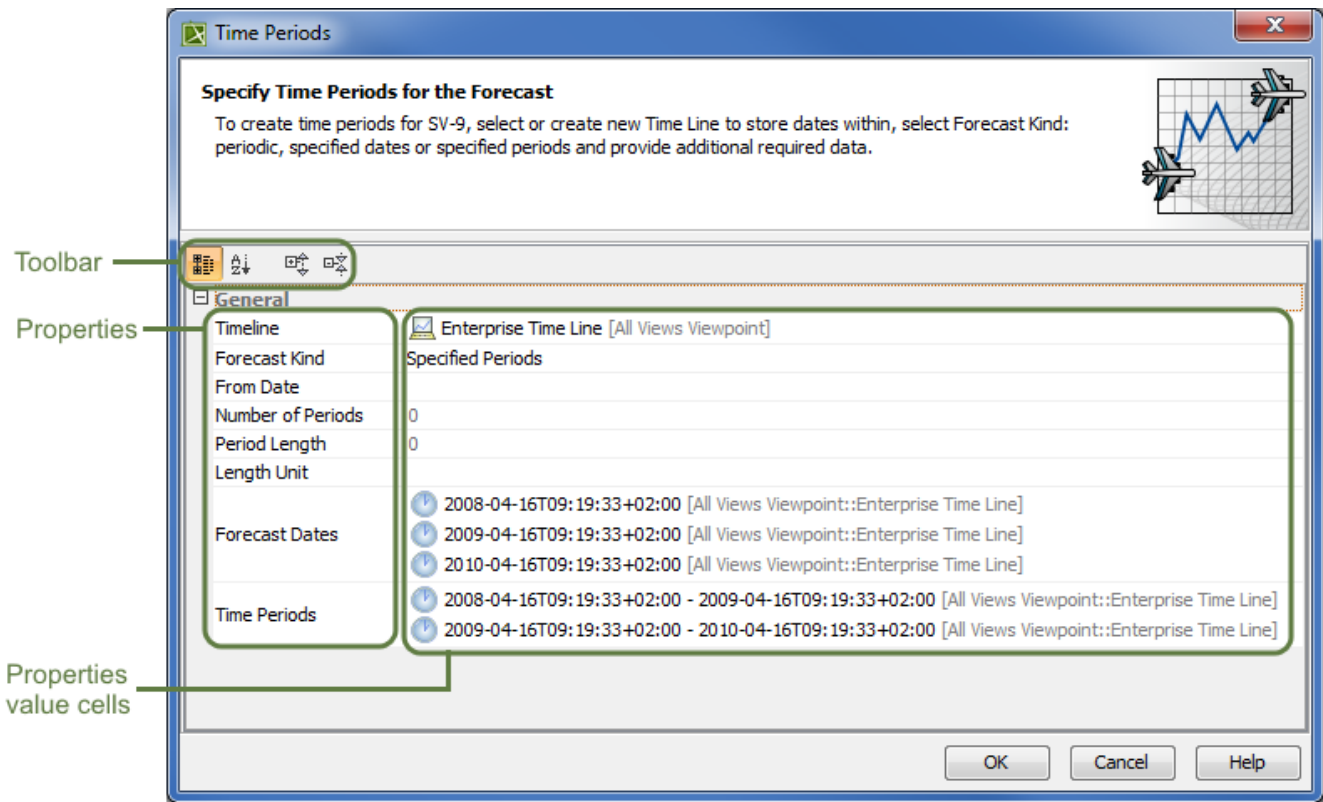 Time Periods
Specify Time Periods for the Forecast
To create time periods for SV-9, select or create new Time Line to store dates within, select Forecast Kind:
periodic, specified dates or specified periods and provide additional required data.
Toolbar
General
Properties
Timeline Enterprise Time Line [All Views Viewpoint]
Forecast Kind Specified Periods
From Date
Number of Periods 0
Period Length 0
Length Unit
Forecast Dates
2008-04-16T09:19:33+02:00 [All Views Viewpoint::Enterprise Time Line]
2009-04-16T09:19:33+02:00 [All Views Viewpoint::Enterprise Time Line]
2010-04-16T09:19:33+02:00 [All Views Viewpoint::Enterprise Time Line]
Time Periods
2008-04-16T09:19:33+02:00 - 2009-04-16T09:19:33+02:00 [All Views Viewpoint::Enterprise Time Line]
2009-04-16T09:19:33+02:00 - 2010-04-16T09:19:33+02:00 [All Views Viewpoint::Enterprise Time Line]
Properties
value cells
OK Cancel Help